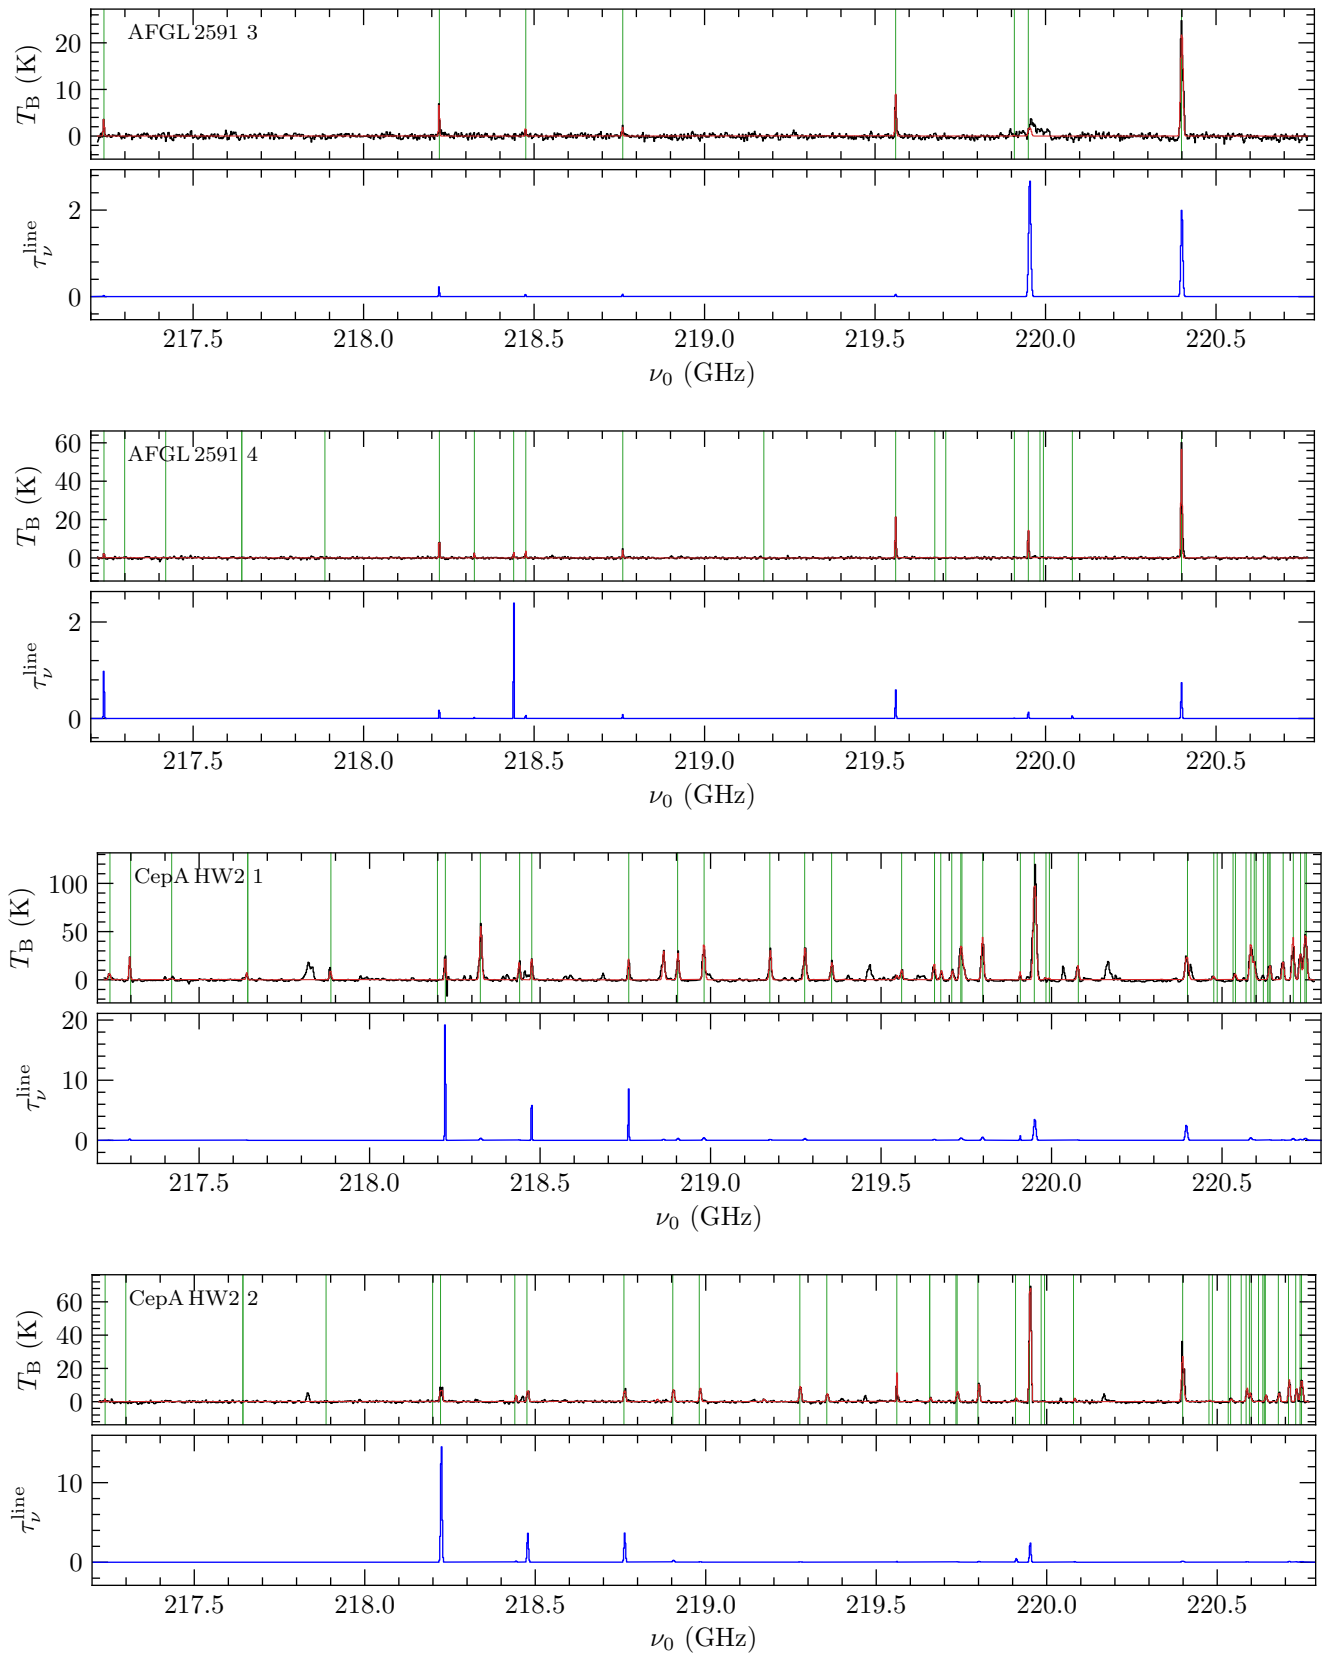 AFGL 2591 3
T_B (K)
20
10
0
τ_ν^line
2
0
217.5 218.0 218.5 219.0 219.5 220.0 220.5
ν_0 (GHz)
AFGL 2591 4
T_B (K)
60
40
20
0
τ_ν^line
2
0
217.5 218.0 218.5 219.0 219.5 220.0 220.5
ν_0 (GHz)
CepA HW2 1
T_B (K)
100
50
0
τ_ν^line
20
10
0
217.5 218.0 218.5 219.0 219.5 220.0 220.5
ν_0 (GHz)
CepA HW2 2
T_B (K)
60
40
20
0
τ_ν^line
10
0
217.5 218.0 218.5 219.0 219.5 220.0 220.5
ν_0 (GHz)